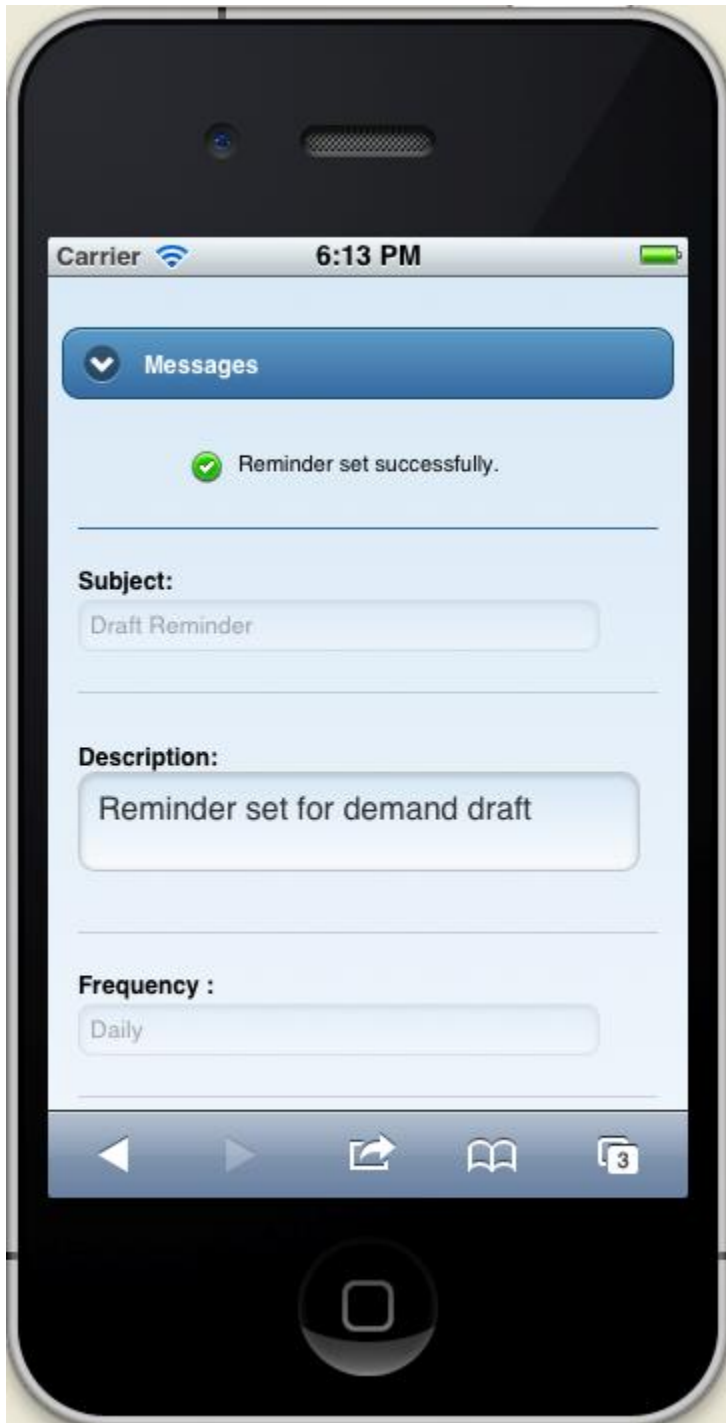 Carrier 6:13 PM
Messages
Reminder set successfully.
Subject:
Draft Reminder
Description:
Reminder set for demand draft
Frequency :
Daily
3